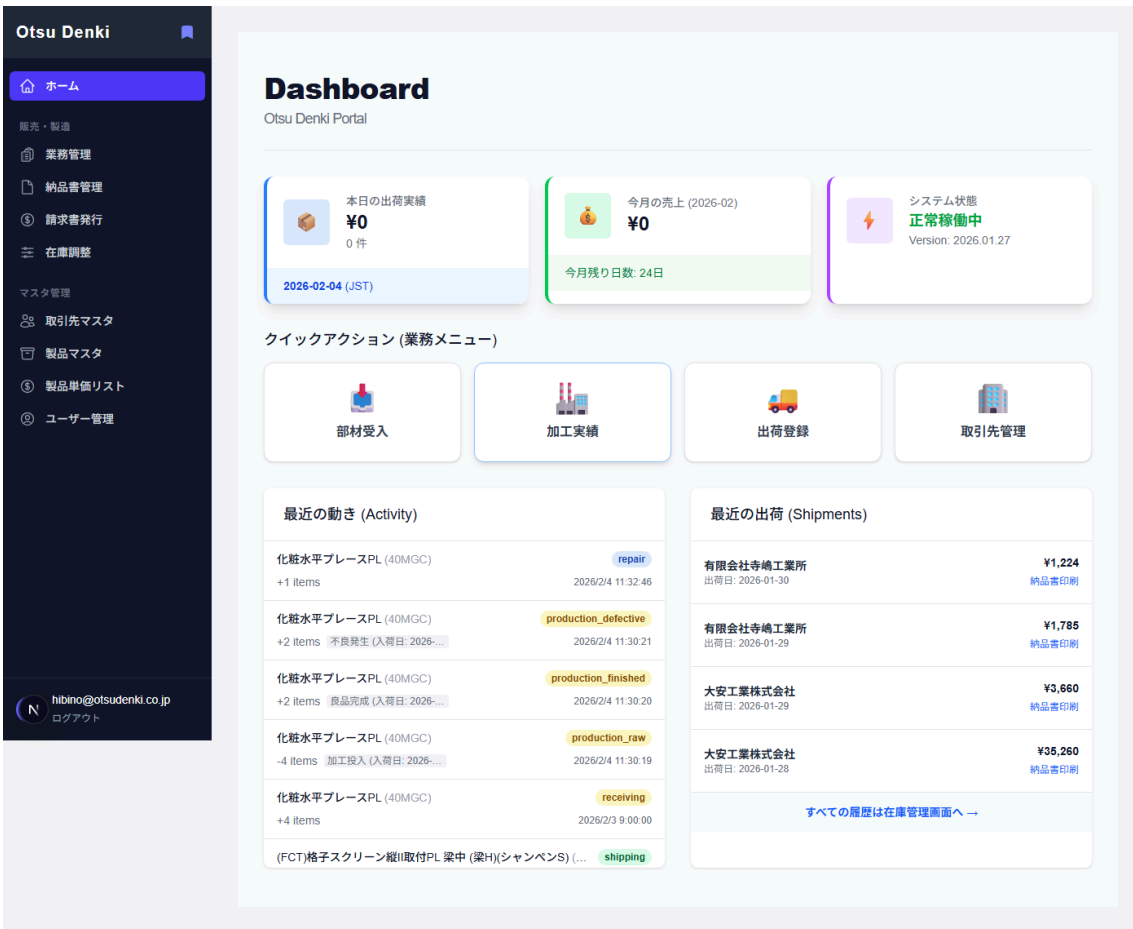 Otsu Denki
ホーム
販売・製造
業務管理
納品書管理
請求書発行
在庫調整
マスタ管理
取引先マスタ
製品マスタ
製品単価リスト
ユーザー管理
N
hibino@otsudenki.co.jp
ログアウト
Dashboard
Otsu Denki Portal
本日の出荷実績
¥0
0 件
2026-02-04 (JST)
今月の売上 (2026-02)
¥0
今月残り日数: 24日
システム状態
正常稼働中
Version: 2026.01.27
クイックアクション (業務メニュー)
部材受入
加工実績
出荷登録
取引先管理
最近の動き (Activity)
化粧水平プレースPL (40MGC) repair
+1 items 2026/2/4 11:32:46
化粧水平プレースPL (40MGC) production_defective
+2 items 不良発生 (入荷日: 2026-... 2026/2/4 11:30:21
化粧水平プレースPL (40MGC) production_finished
+2 items 良品完成 (入荷日: 2026-... 2026/2/4 11:30:20
化粧水平プレースPL (40MGC) production_raw
-4 items 加工投入 (入荷日: 2026-... 2026/2/4 11:30:19
化粧水平プレースPL (40MGC) receiving
+4 items 2026/2/3 9:00:00
(FCT)格子スクリーン縦II取付PL 梁中 (梁H)(シャンペンS) (... shipping
最近の出荷 (Shipments)
有限会社寺嶋工業所 ¥1,224
出荷日: 2026-01-30 納品書印刷
有限会社寺嶋工業所 ¥1,785
出荷日: 2026-01-29 納品書印刷
大安工業株式会社 ¥3,660
出荷日: 2026-01-29 納品書印刷
大安工業株式会社 ¥35,260
出荷日: 2026-01-28 納品書印刷
すべての履歴は在庫管理画面へ →